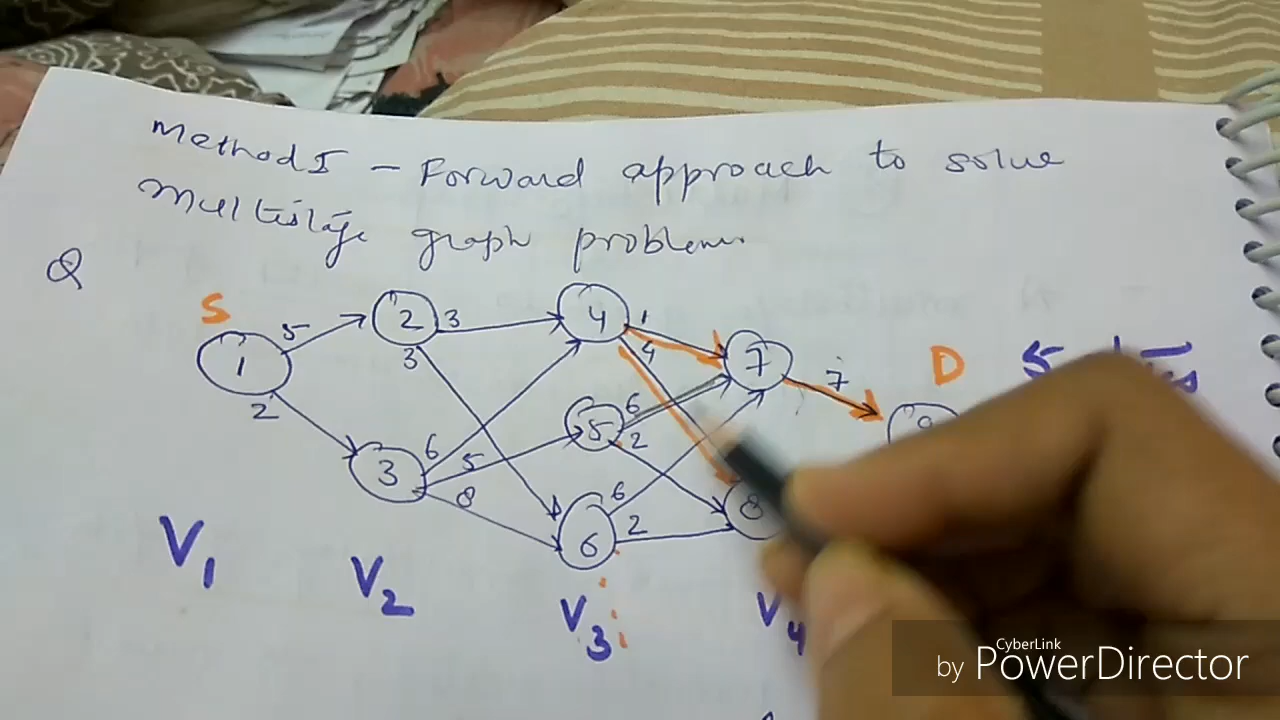 Method I - Forward approach to solve
Multistage graph problem
Q
S
1 5 2 3 4 1 7 7 D 5
3 4
2 6 5 6 2
3 5 8
8 6 6 2
V1 V2 V3 V4
CyberLink
by PowerDirector